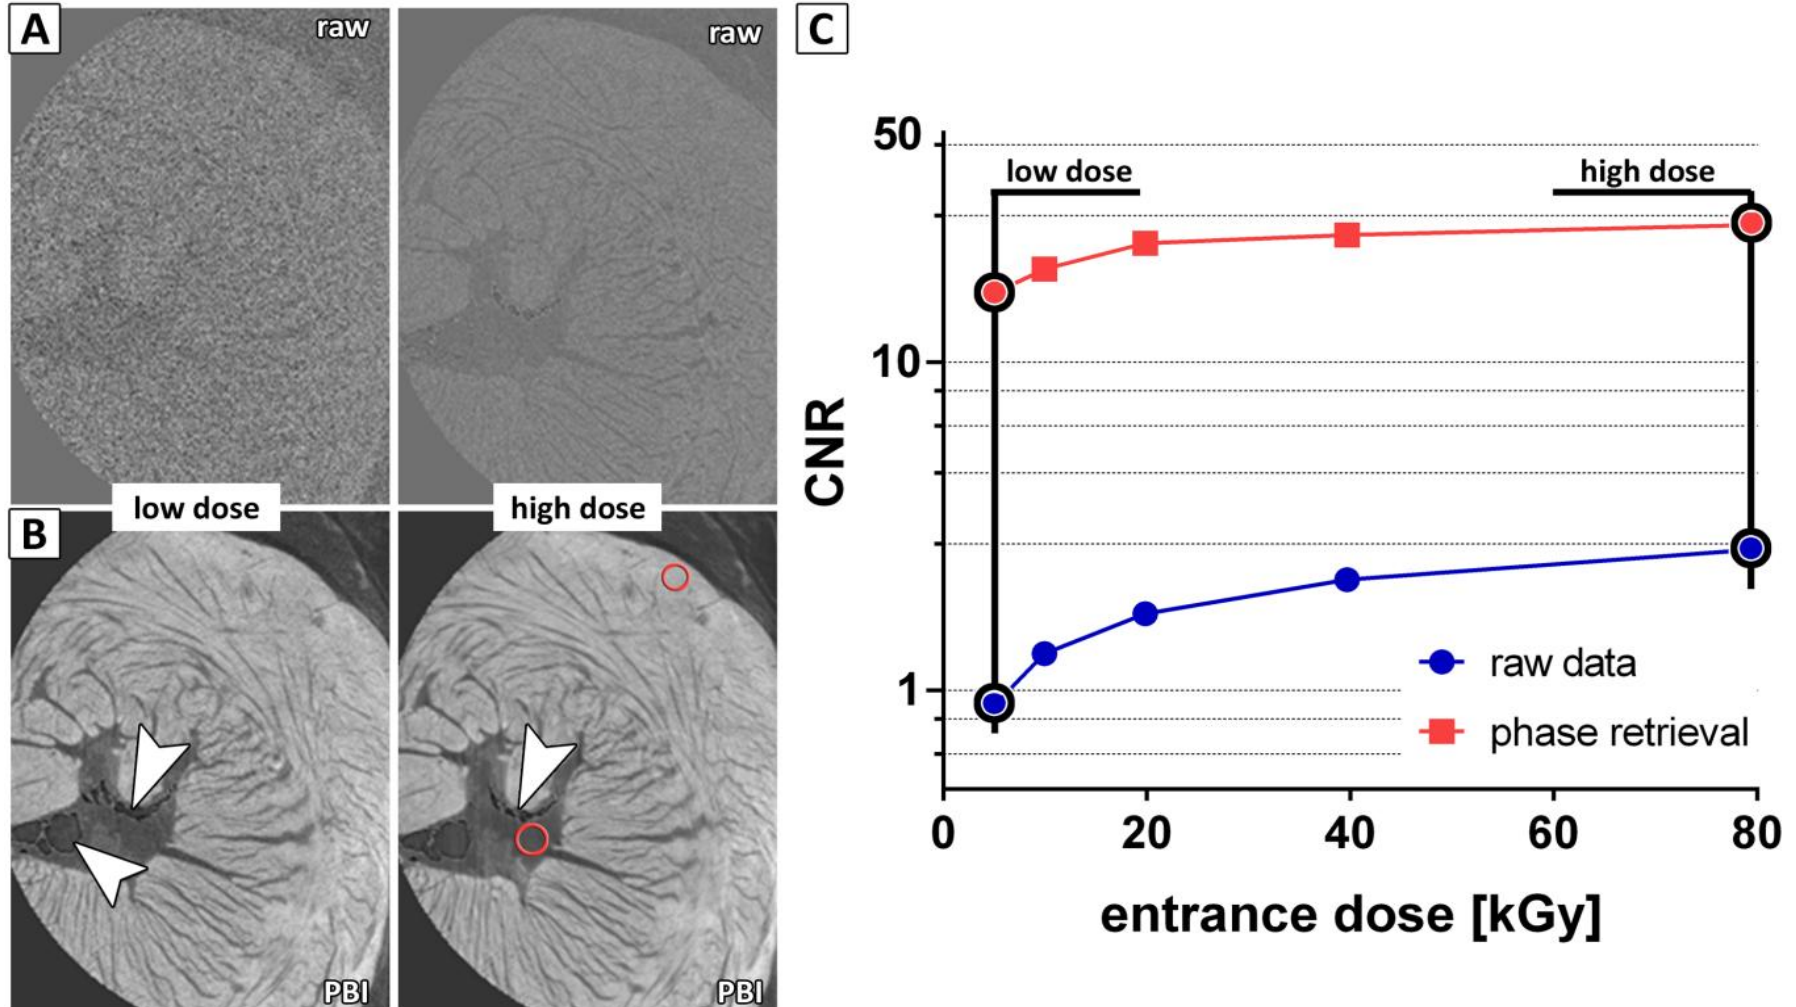 A
raw
raw
low dose
high dose
B
PBI
PBI
C
50
low dose
high dose
10
CNR
1
raw data
phase retrieval
0
20
40
60
80
entrance dose [kGy]